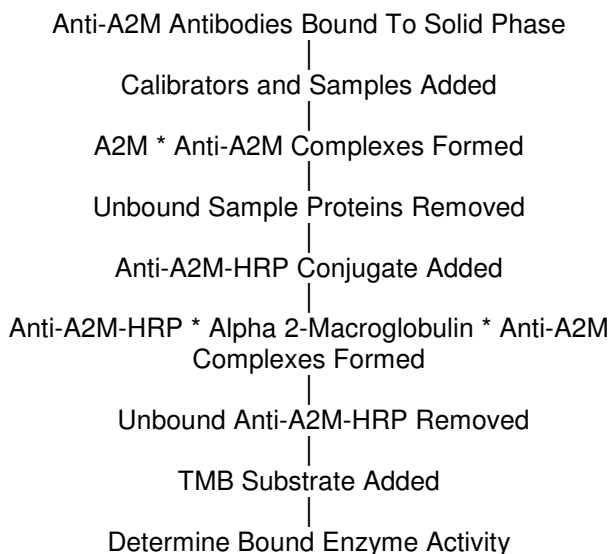 Anti-A2M Antibodies Bound To Solid Phase
Calibrators and Samples Added
A2M * Anti-A2M Complexes Formed
Unbound Sample Proteins Removed
Anti-A2M-HRP Conjugate Added
Anti-A2M-HRP * Alpha 2-Macroglobulin * Anti-A2M
Complexes Formed
Unbound Anti-A2M-HRP Removed
TMB Substrate Added
Determine Bound Enzyme Activity